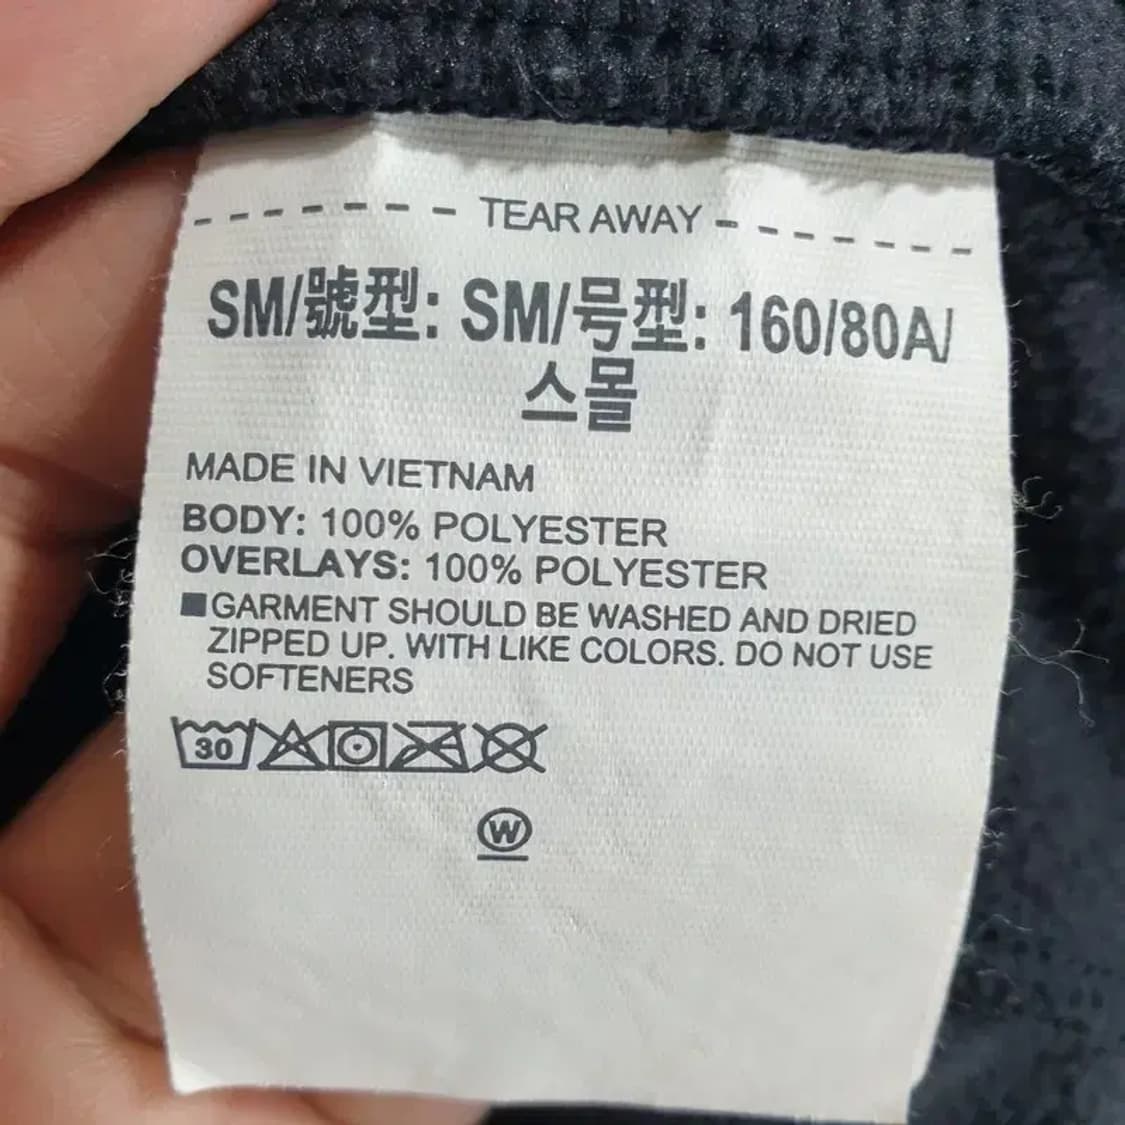 TEAR AWAY
SM/號型: SM/号型: 160/80A/
스몰
MADE IN VIETNAM
BODY: 100% POLYESTER
OVERLAYS: 100% POLYESTER
■GARMENT SHOULD BE WASHED AND DRIED
ZIPPED UP. WITH LIKE COLORS. DO NOT USE
SOFTENERS
30
W